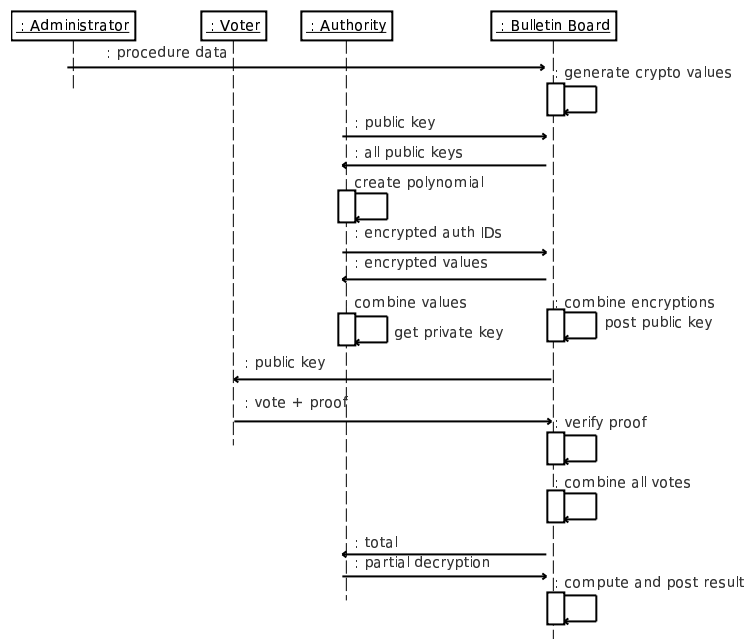 : Administrator
: Voter
: Authority
: Bulletin Board
: procedure data
: generate crypto values
: public key
: all public keys
create polynomial
: encrypted auth IDs
: encrypted values
combine values
: combine encryptions
get private key
post public key
: public key
: vote + proof
: verify proof
: combine all votes
: total
: partial decryption
: compute and post result